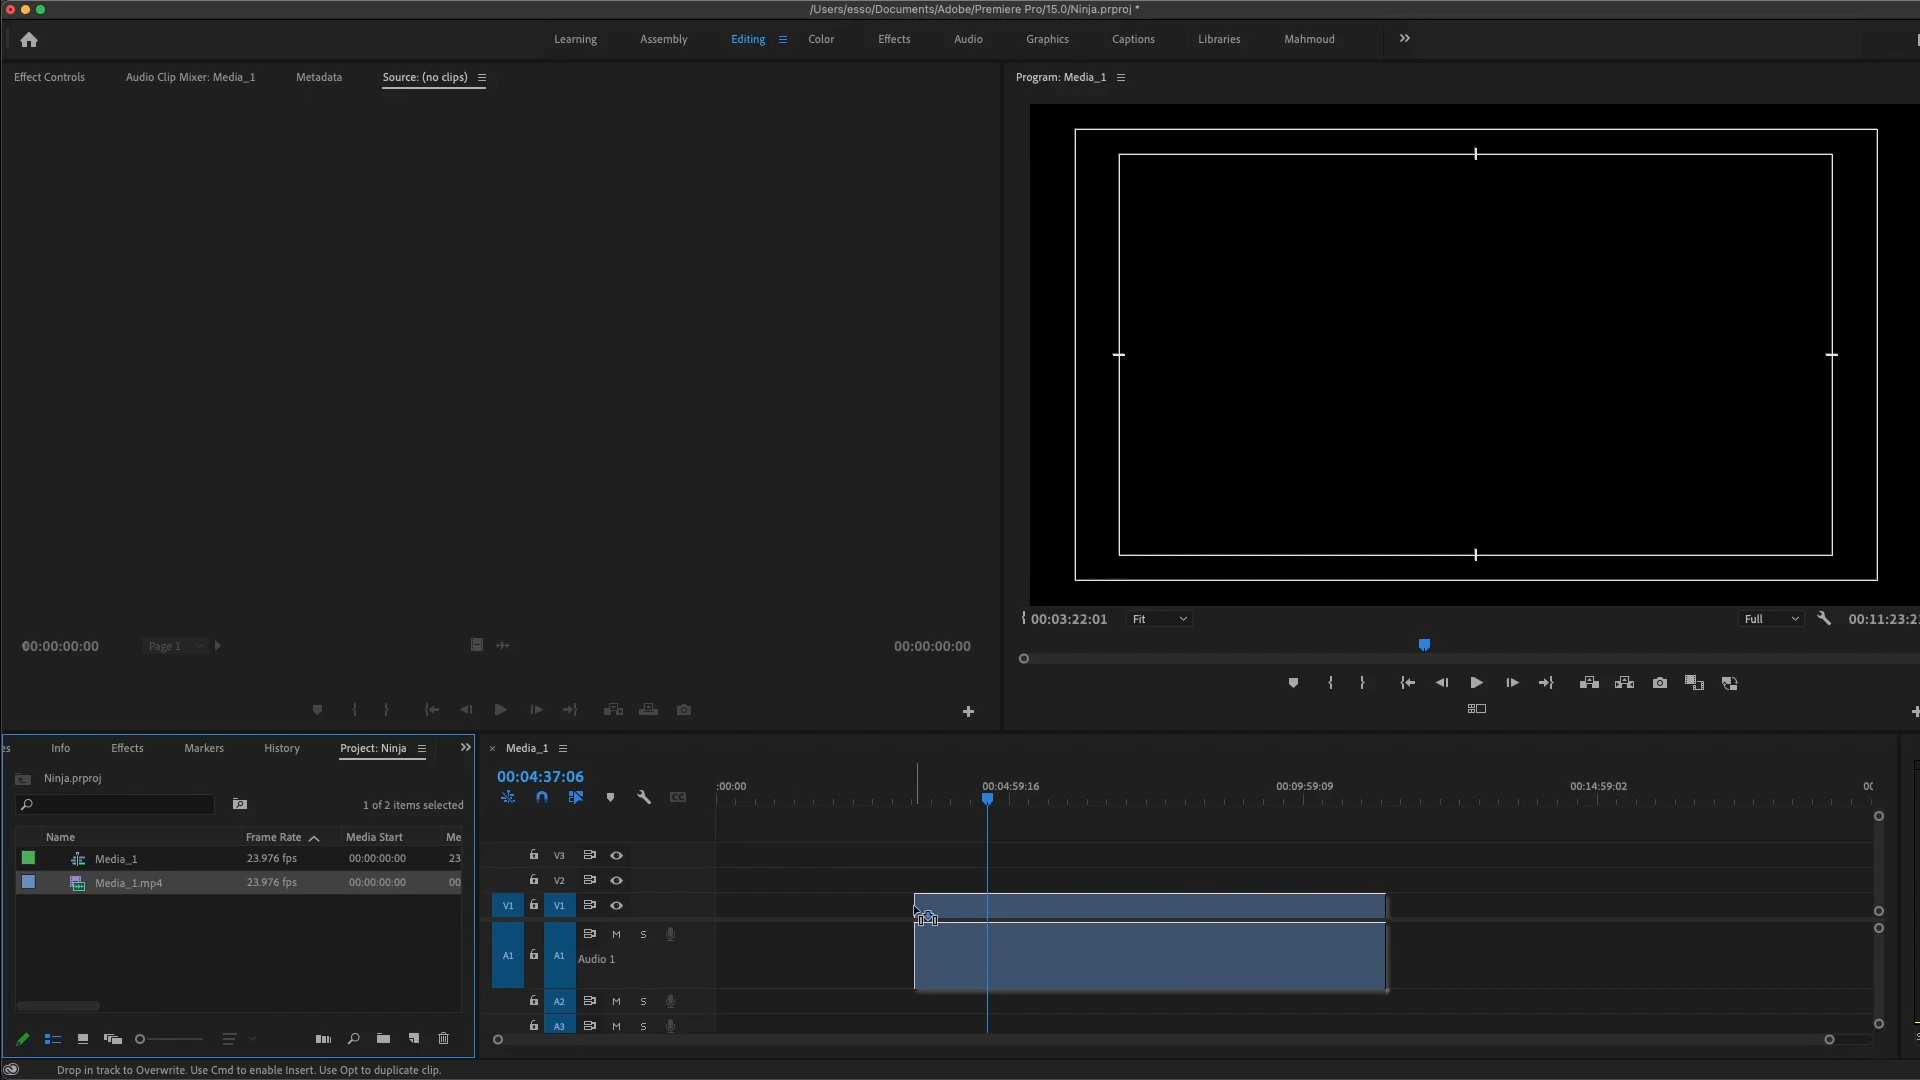 /Users/esso/Documents/Adobe/Premiere Pro/15.0/Ninja.prproj *
Learning Assembly Editing Color Effects Audio Graphics Captions Libraries Mahmoud
Effect Controls Audio Clip Mixer: Media_1 Metadata Source: (no clips)
Program: Media_1
00:03:22:01 Fit Full 00:11:23:2
00:00:00:00 Page 1 00:00:00:00
es Info Effects Markers History Project: Ninja
Ninja.prproj
1 of 2 items selected
Name Frame Rate Media Start Me
Media_1 23.976 fps 00:00:00:00 23
Media_1.mp4 23.976 fps 00:00:00:00 00
× Media_1
00:04:37:06
:00:00 00:04:59:16 00:09:59:09 00:14:59:02 00
V3
V2
V1 V1
A1 A1 M S
Audio 1
A2 M S
A3 M S
Drop in track to Overwrite. Use Cmd to enable Insert. Use Opt to duplicate clip.